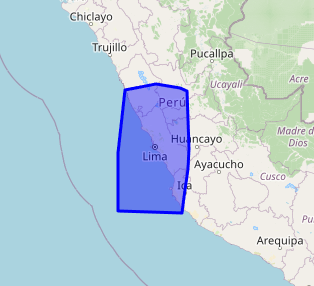 Chiclayo
Trujillo
Pucallpa
Ucayali
Acre
Perú
Huancayo
Madre de
Dios
Lima
Ayacucho
Cusco
Ica
Arequipa